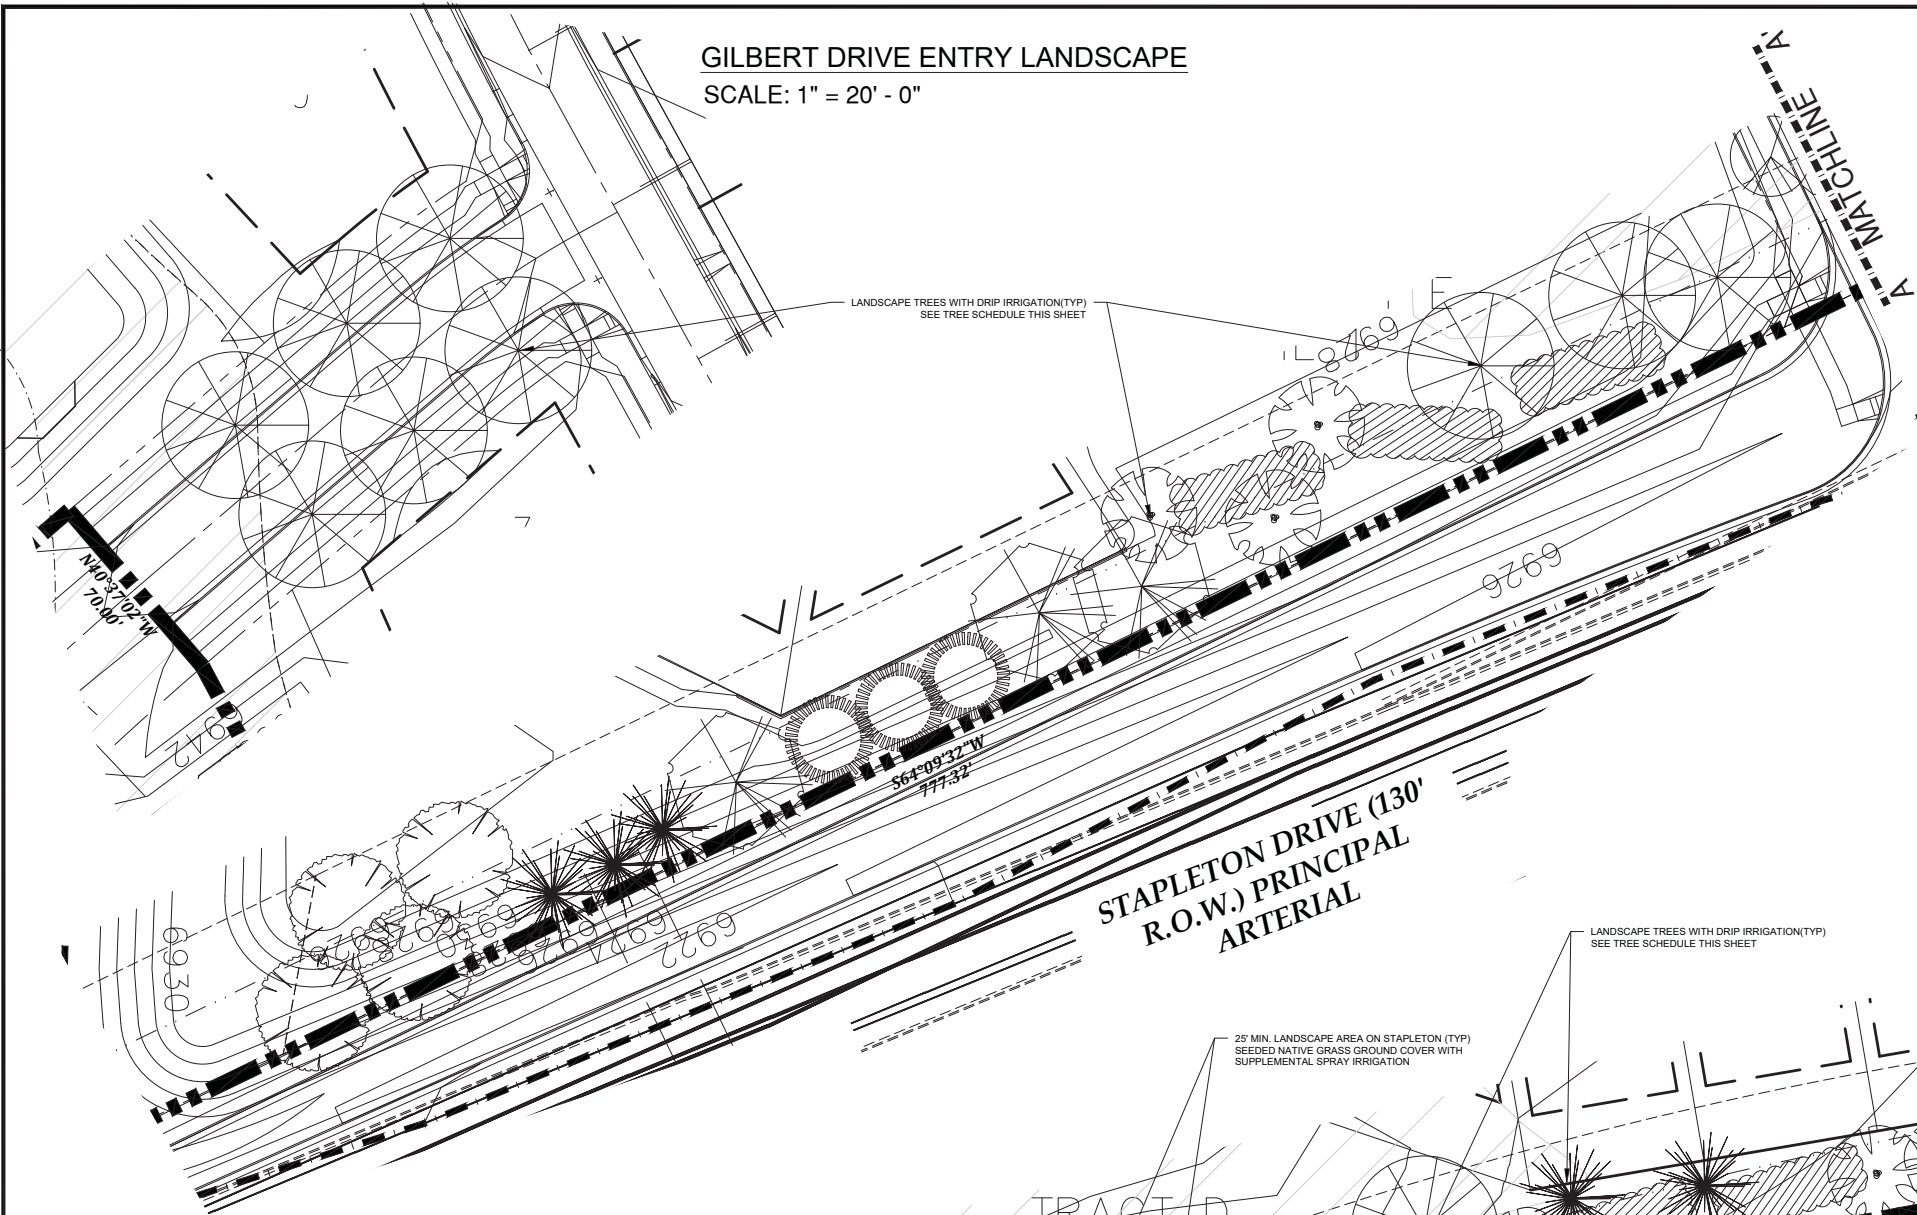 GILBERT DRIVE ENTRY LANDSCAPE
SCALE: 1" = 20' - 0"
A
MATCHLINE
A
LANDSCAPE TREES WITH DRIP IRRIGATION(TYP)
SEE TREE SCHEDULE THIS SHEET
6928
6926
N40°37'02"W
70.00'
6942
S64°09'32"W
777.32'
STAPLETON DRIVE (130'
R.O.W.) PRINCIPAL
ARTERIAL
6930
6924
6922
LANDSCAPE TREES WITH DRIP IRRIGATION(TYP)
SEE TREE SCHEDULE THIS SHEET
25' MIN. LANDSCAPE AREA ON STAPLETON (TYP)
SEEDED NATIVE GRASS GROUND COVER WITH
SUPPLEMENTAL SPRAY IRRIGATION
TRACT D